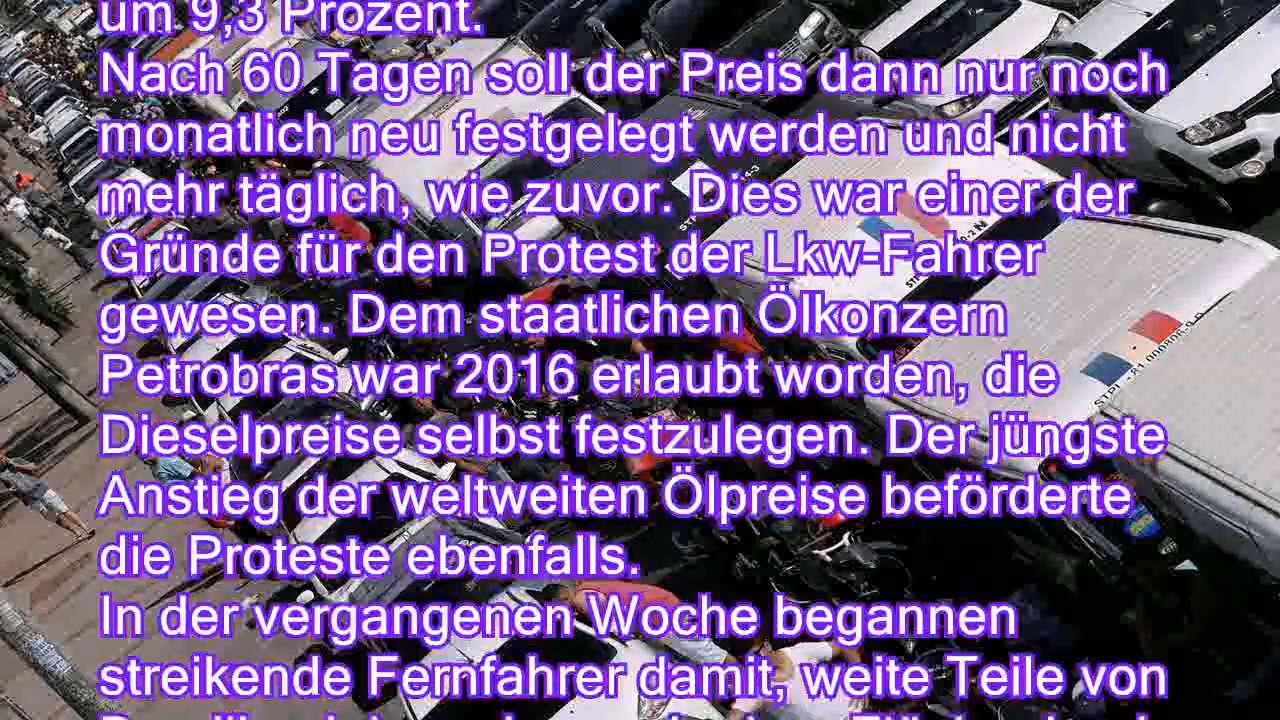 um 9,3 Prozent.
Nach 60 Tagen soll der Preis dann nur noch
monatlich neu festgelegt werden und nicht
mehr täglich, wie zuvor. Dies war einer der
Gründe für den Protest der Lkw-Fahrer
gewesen. Dem staatlichen Ölkonzern
Petrobras war 2016 erlaubt worden, die
Dieselpreise selbst festzulegen. Der jüngste
Anstieg der weltweiten Ölpreise beförderte
die Proteste ebenfalls.
In der vergangenen Woche begannen
streikende Fernfahrer damit, weite Teile von